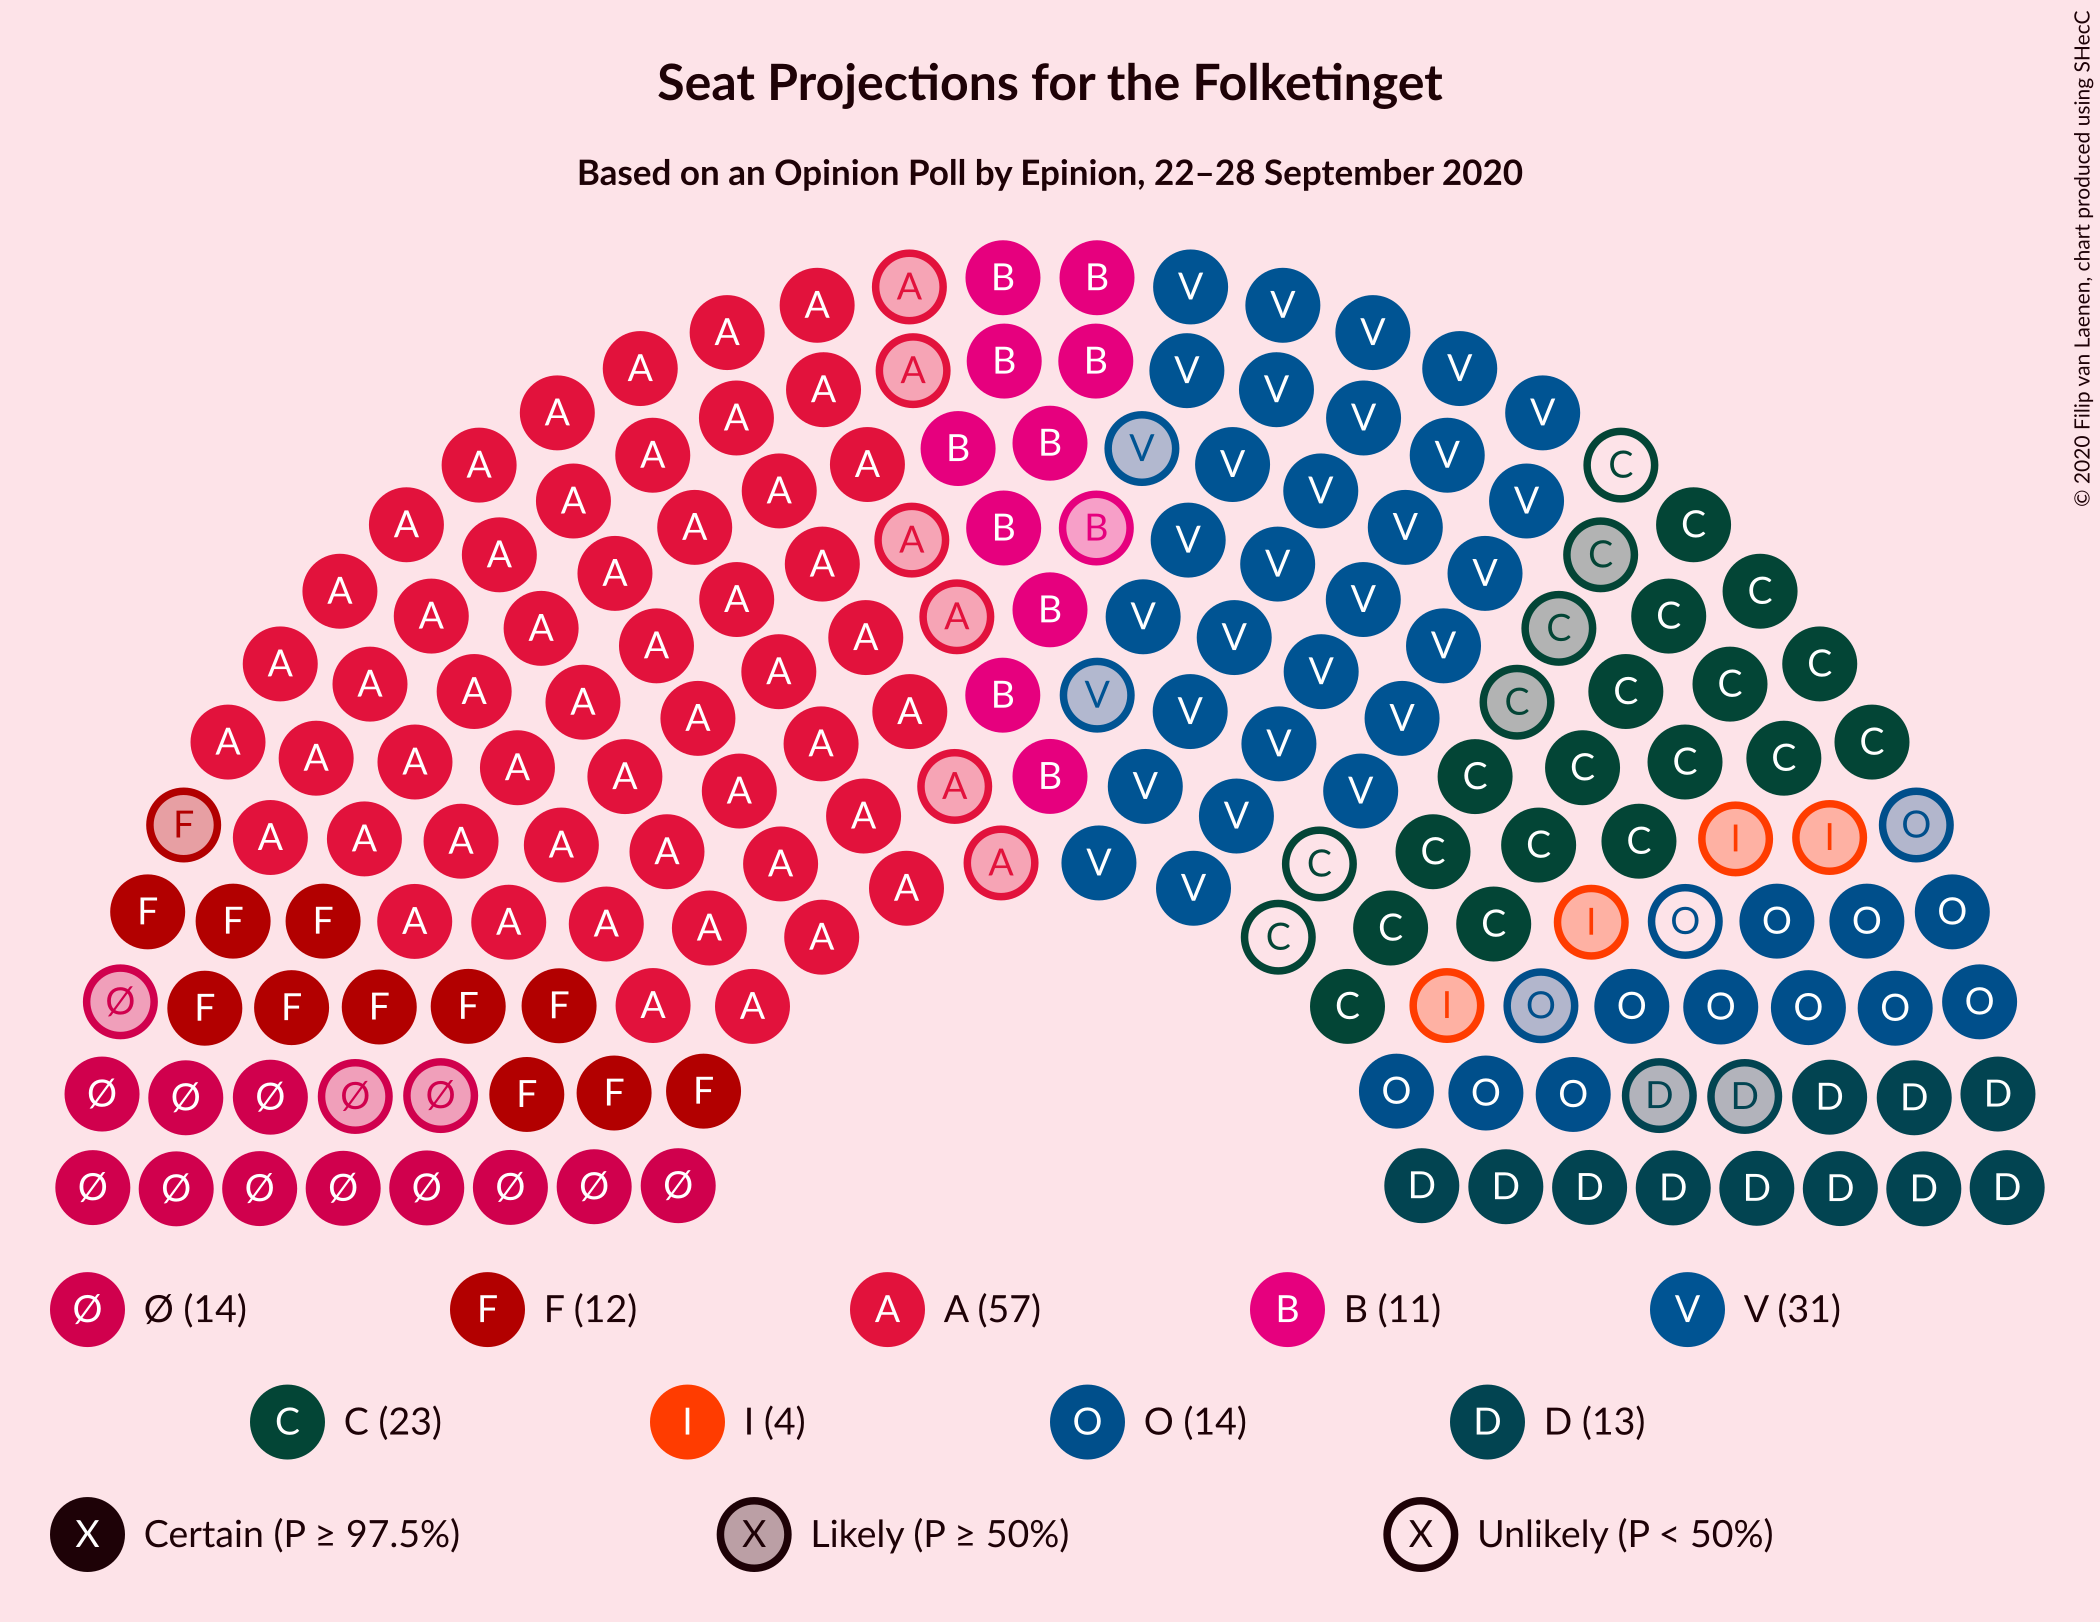 Seat Projections for the Folketinget
Based on an Opinion Poll by Epinion, 22–28 September 2020
© 2020 Filip van Laenen, chart produced using SHecC
A B B V
A V
A V
A A B B V V
A V
A A V V
A B B V V
A A V C
A A V V
A A A B B V V C
A A V C
A V
A A V C
A A A B V C C
A A V V
A A V C
A A A B V C C C
A A V V
A A V C
A A A A B C C C C
A A V V
F A V O
A A A A A C C C I I
A A V C
A V
F F F A A A A A C C C I O O O O
Ø F F F F F A A C I O O O O O O
Ø Ø Ø Ø Ø F F F O O O D D D D D
Ø Ø Ø Ø Ø Ø Ø Ø D D D D D D D D
Ø Ø (14) F F (12) A A (57) B B (11) V V (31)
C C (23) I I (4) O O (14) D D (13)
X Certain (P ≥ 97.5%) X Likely (P ≥ 50%) X Unlikely (P < 50%)